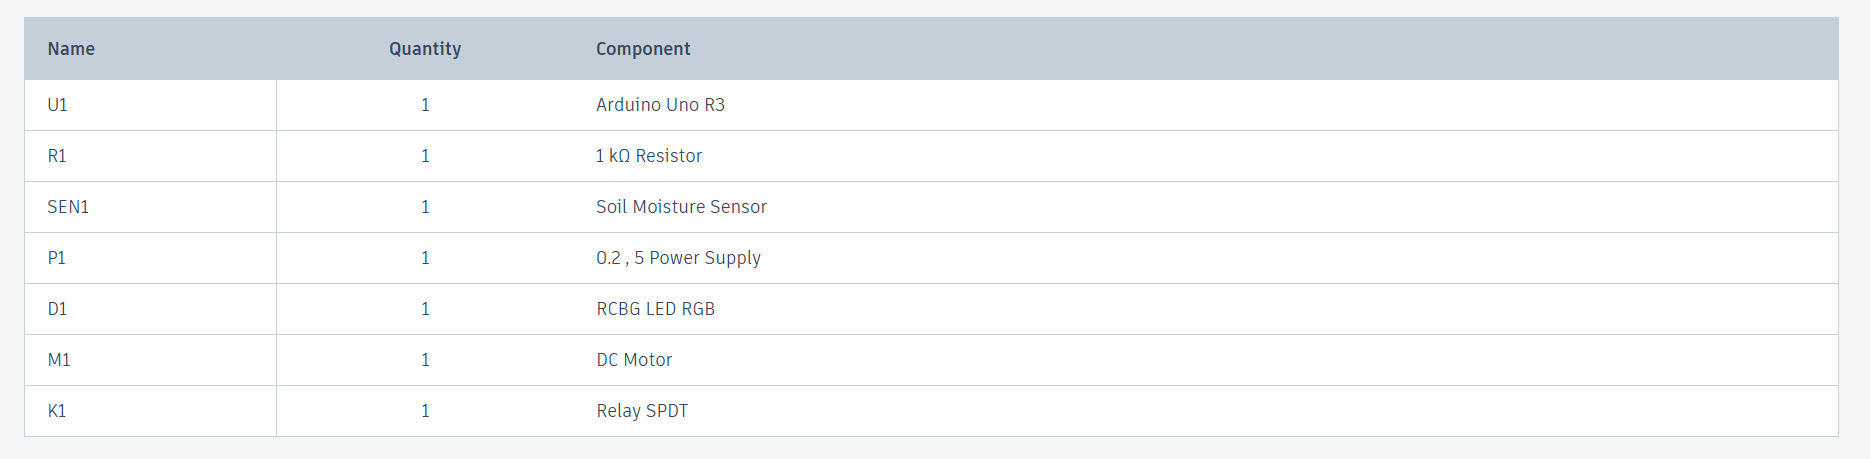 Name Quantity Component
U1 1 Arduino Uno R3
R1 1 1 kΩ Resistor
SEN1 1 Soil Moisture Sensor
P1 1 0.2 , 5 Power Supply
D1 1 RCBG LED RGB
M1 1 DC Motor
K1 1 Relay SPDT